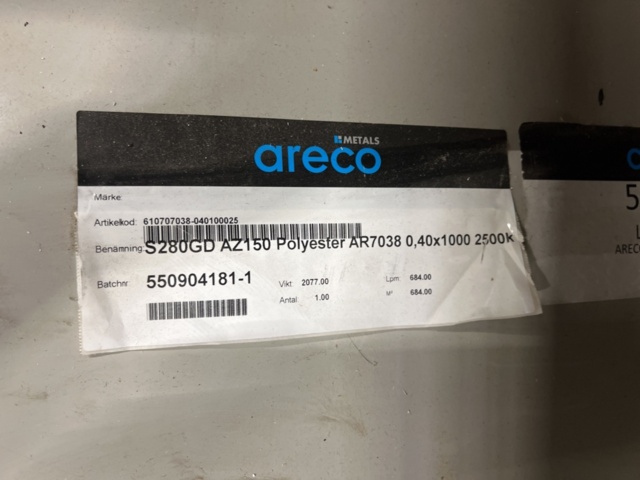 METALS
areco
Märke:
Artikelkod: 610707038-040100025
Benämning: S280GD AZ150 Polyester AR7038 0,40x1000 2500k
Batchnr 550904181-1
Vikt 2077.00 Lpm: 684.00
Antal 1.00 M² 684.00
5
L
ARECO